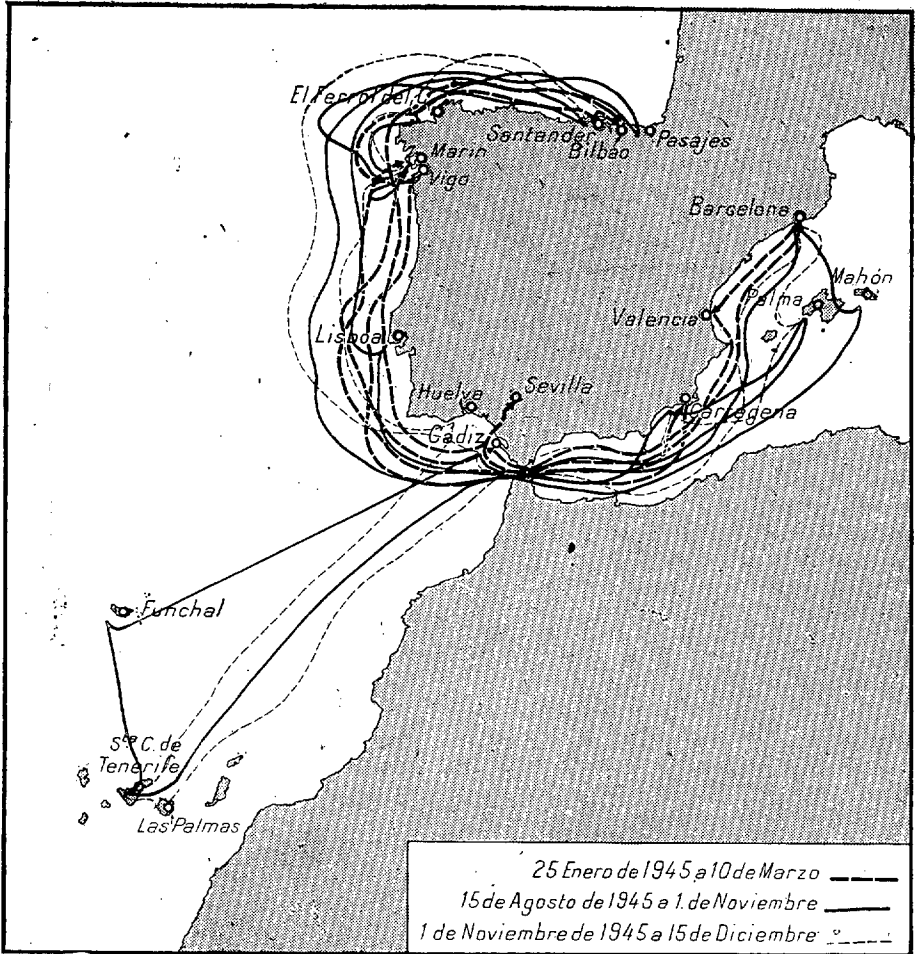 El Ferrol del C.
Santander
Bilbao
Pasajes
Marín
Vigo
Barcelona
Mahón
Palma
Valencia
Lisboa
Huelva
Sevilla
Cartagena
Cádiz
Funchal
Sta C. de
Tenerife
Las Palmas
25 Enero de 1945 a 10 de Marzo
15 de Agosto de 1945 a 1. de Noviembre
1 de Noviembre de 1945 a 15 de Diciembre